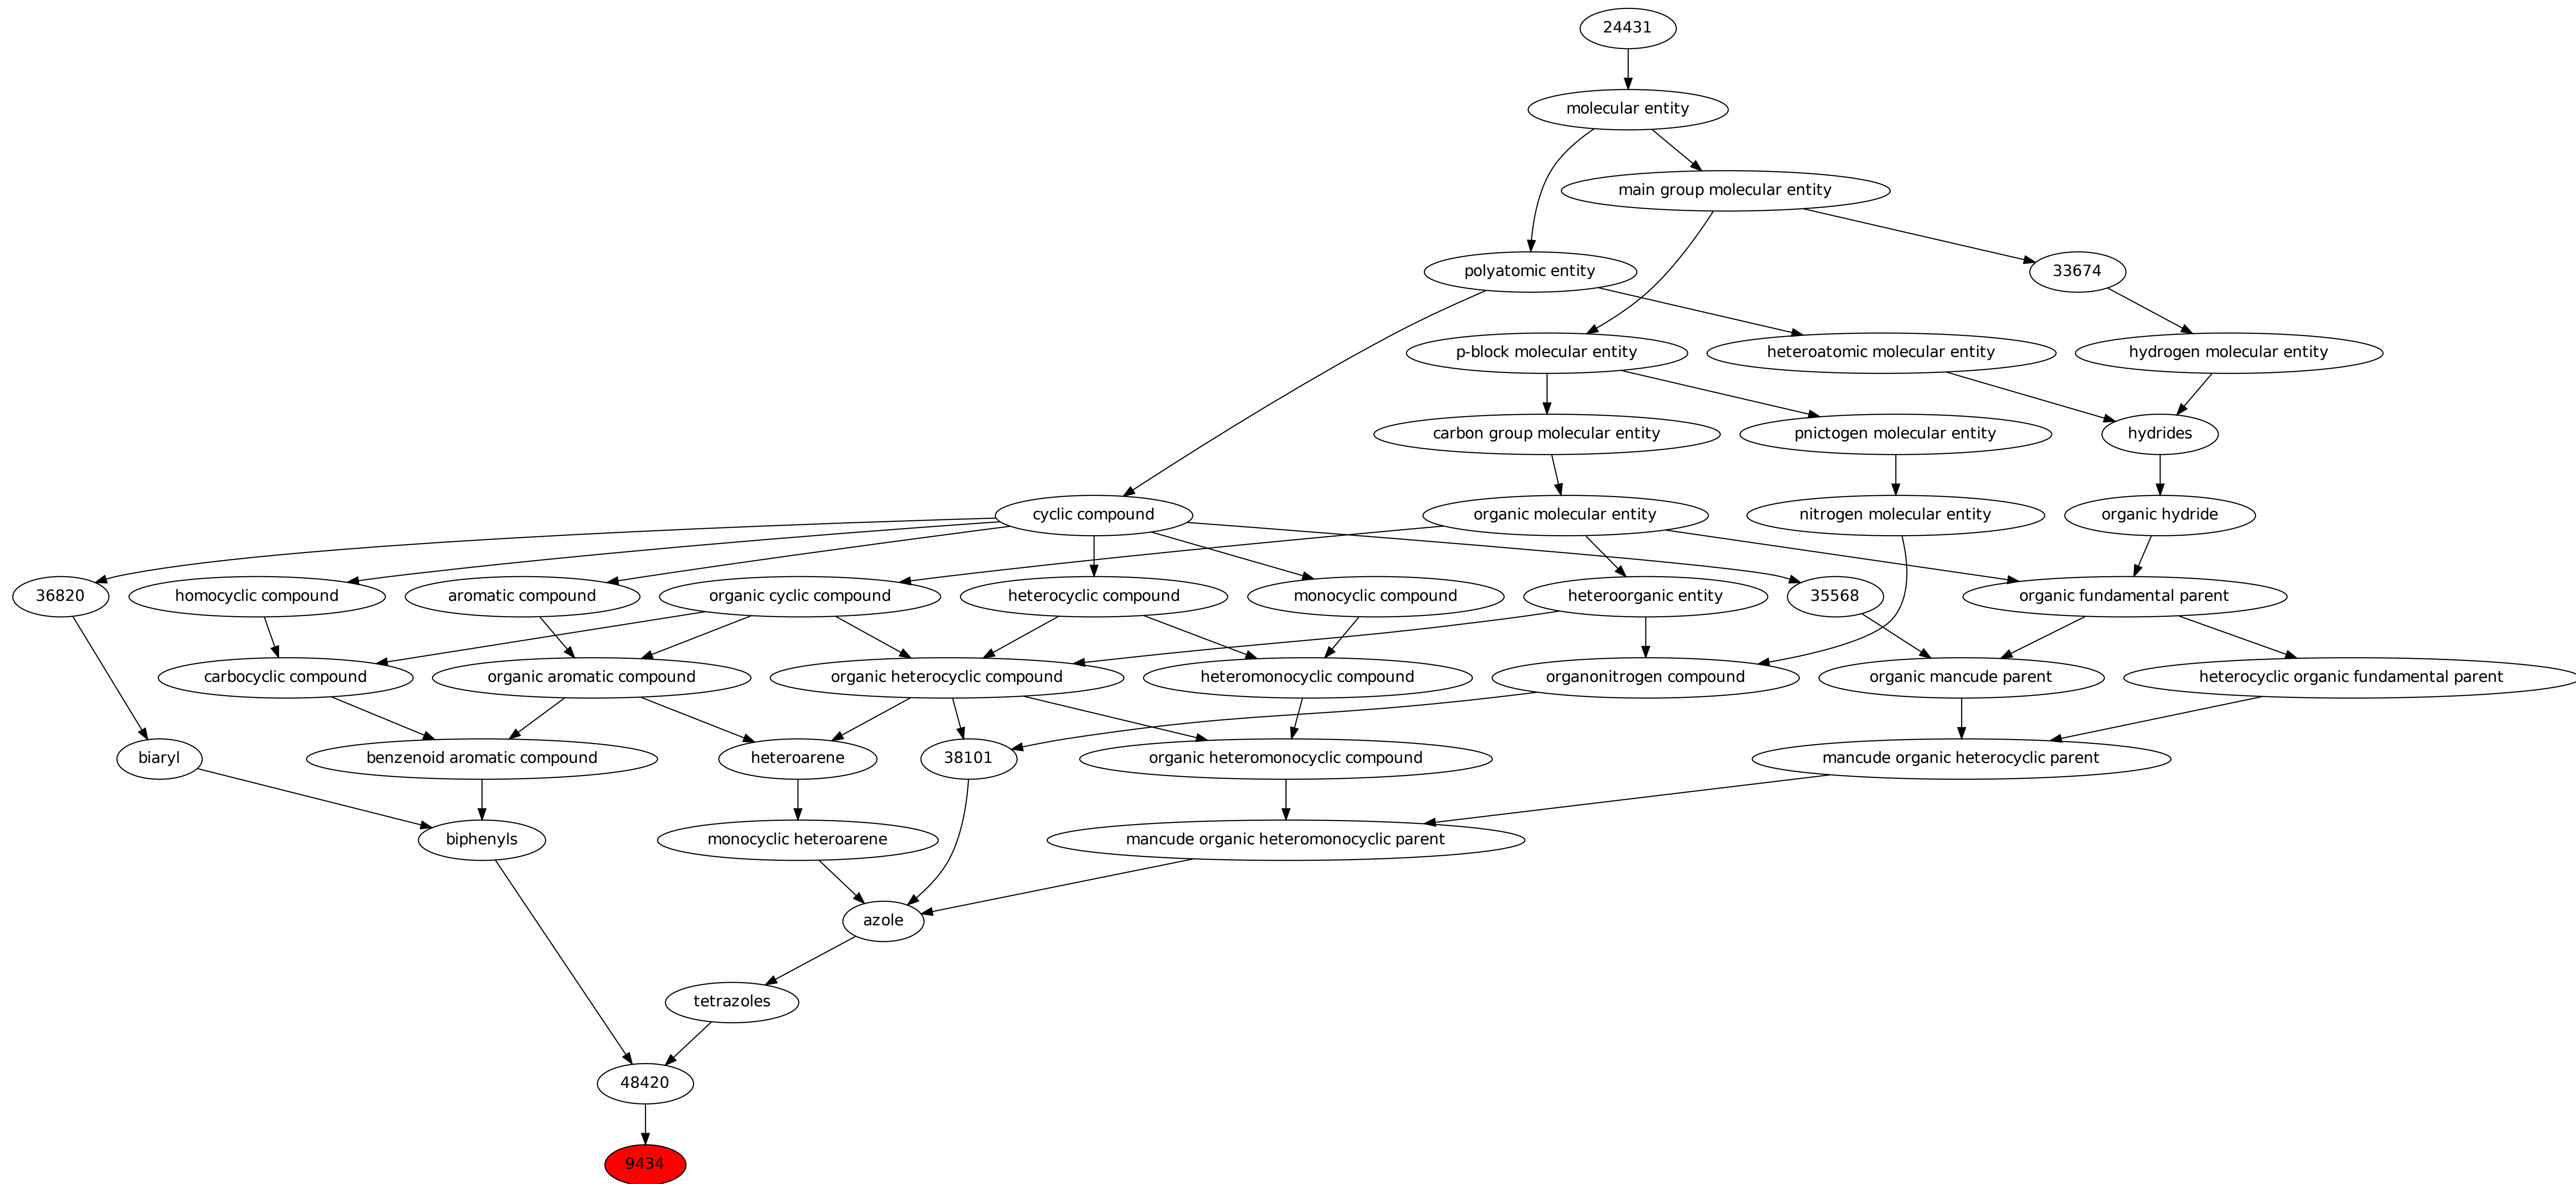 24431
molecular entity
main group molecular entity
polyatomic entity
33674
p-block molecular entity
heteroatomic molecular entity
hydrogen molecular entity
carbon group molecular entity
pnictogen molecular entity
hydrides
cyclic compound
organic molecular entity
nitrogen molecular entity
organic hydride
36820
homocyclic compound
aromatic compound
organic cyclic compound
heterocyclic compound
monocyclic compound
heteroorganic entity
35568
organic fundamental parent
carbocyclic compound
organic aromatic compound
organic heterocyclic compound
heteromonocyclic compound
organonitrogen compound
organic mancude parent
heterocyclic organic fundamental parent
biaryl
benzenoid aromatic compound
heteroarene
38101
organic heteromonocyclic compound
mancude organic heterocyclic parent
biphenyls
monocyclic heteroarene
mancude organic heteromonocyclic parent
azole
tetrazoles
48420
9434